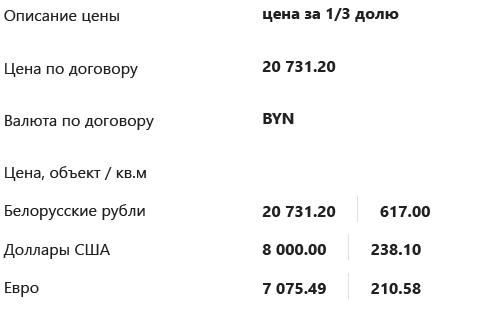 Описание цены цена за 1/3 долю
Цена по договору 20 731.20
Валюта по договору BYN
Цена, объект / кв.м
Белорусские рубли 20 731.20 617.00
Доллары США 8 000.00 238.10
Евро 7 075.49 210.58